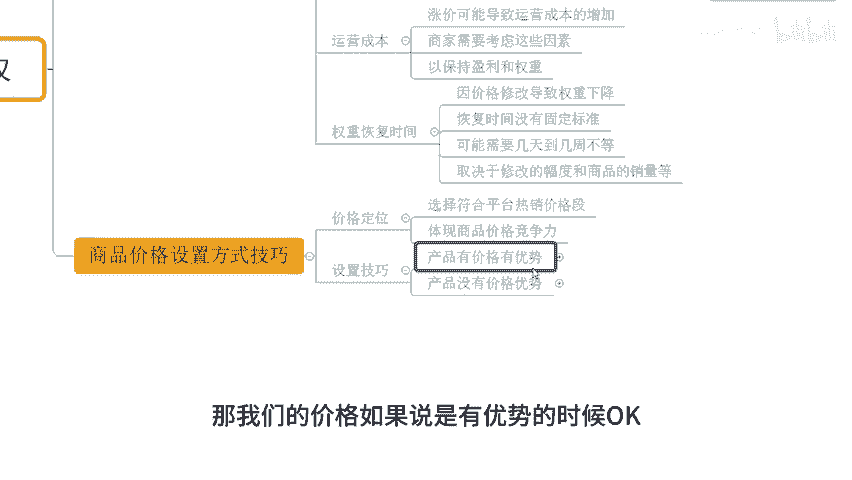 涨价可能导致运营成本的增加
运营成本
商家需要考虑这些因素
以保持盈利和权重
因价格修改导致权重下降
恢复时间没有固定标准
权重恢复时间
可能需要几天到几周不等
取决于修改的幅度和商品的销量等
选择符合平台热销价格段
价格定位
体现商品价格竞争力
商品价格设置方式技巧
产品有价格有优势
设置技巧
产品没有价格优势
那我们的价格如果说是有优势的时候OK